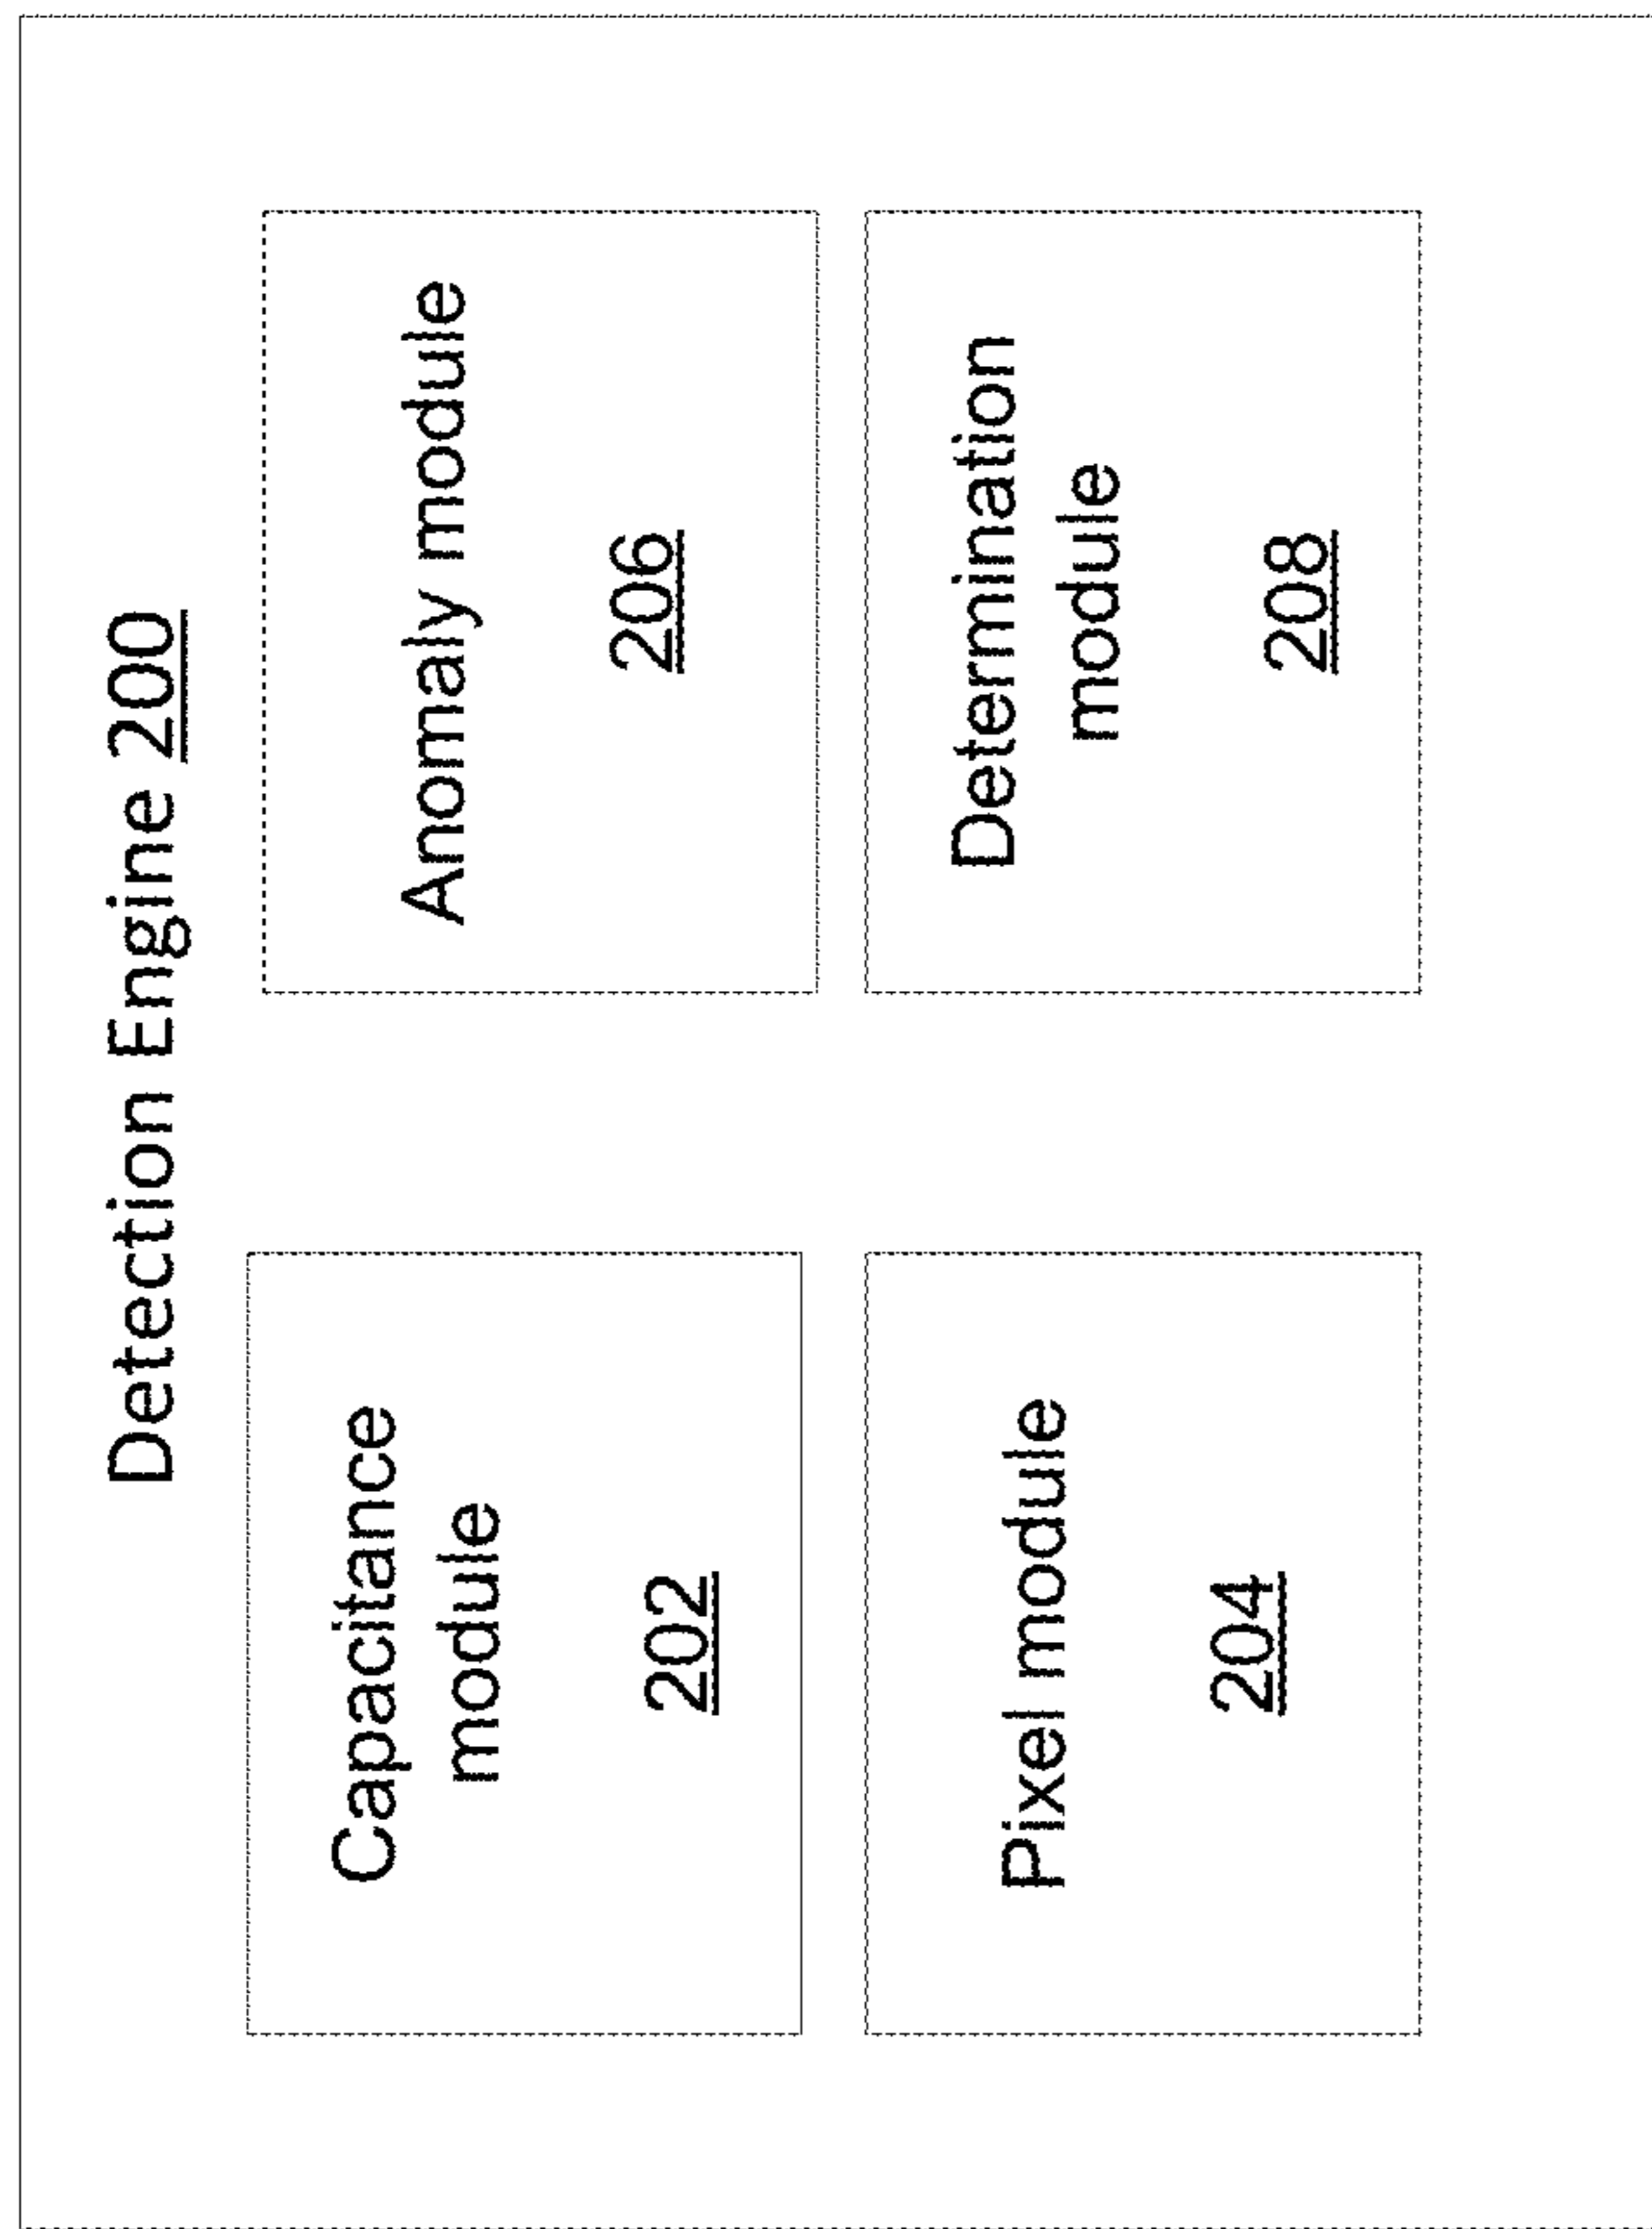 Detection Engine 200
Capacitance
module
202
Anomaly module
206
Pixel module
204
Determination
module
208